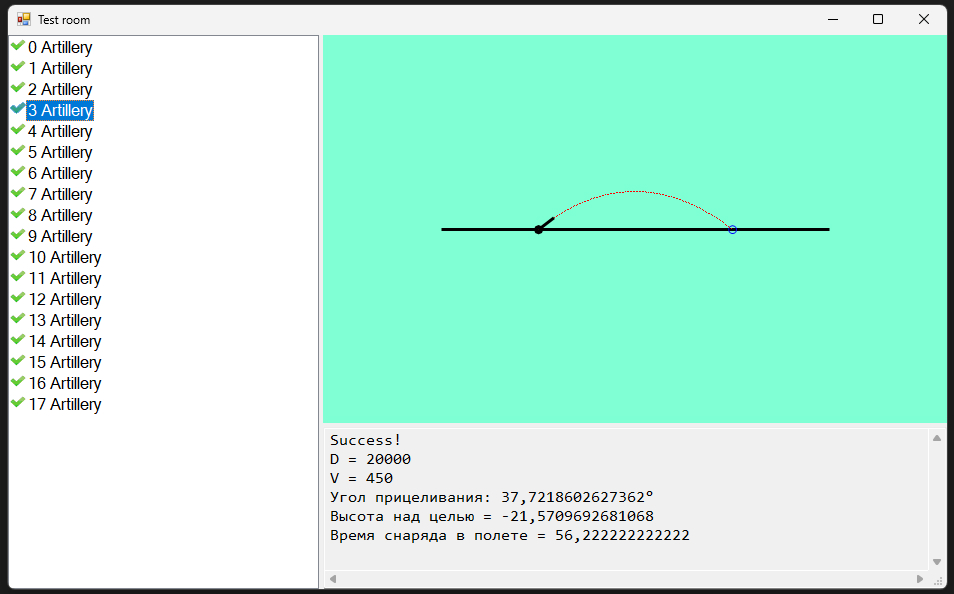 Test room
0 Artillery
1 Artillery
2 Artillery
3 Artillery
4 Artillery
5 Artillery
6 Artillery
7 Artillery
8 Artillery
9 Artillery
10 Artillery
11 Artillery
12 Artillery
13 Artillery
14 Artillery
15 Artillery
16 Artillery
17 Artillery
Success!
D = 20000
V = 450
Угол прицеливания: 37,7218602627362°
Высота над целью = -21,5709692681068
Время снаряда в полете = 56,222222222222